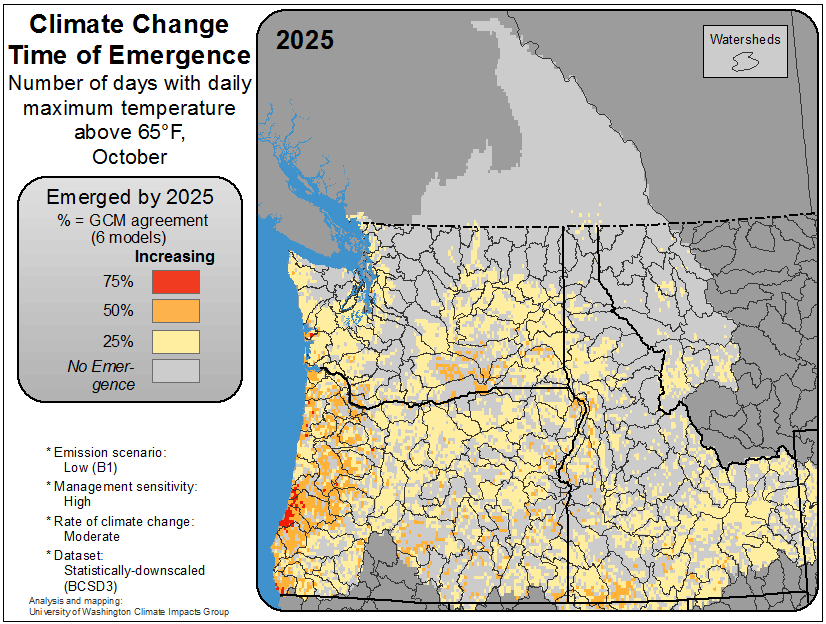 Climate Change
Time of Emergence
Number of days with daily
maximum temperature
above 65°F,
October
Emerged by 2025
% = GCM agreement
(6 models)
Increasing
75%
50%
25%
No Emer-
gence
* Emission scenario:
Low (B1)
* Management sensitivity:
High
* Rate of climate change:
Moderate
* Dataset:
Statistically-downscaled
(BCSD3)
Analysis and mapping:
University of Washington Climate Impacts Group
2025
Watersheds